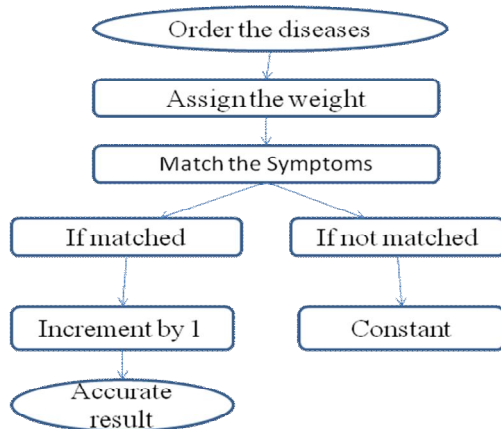 Order the diseases
Assign the weight
Match the Symptoms
If matched
If not matched
Increment by 1
Constant
Accurate
result